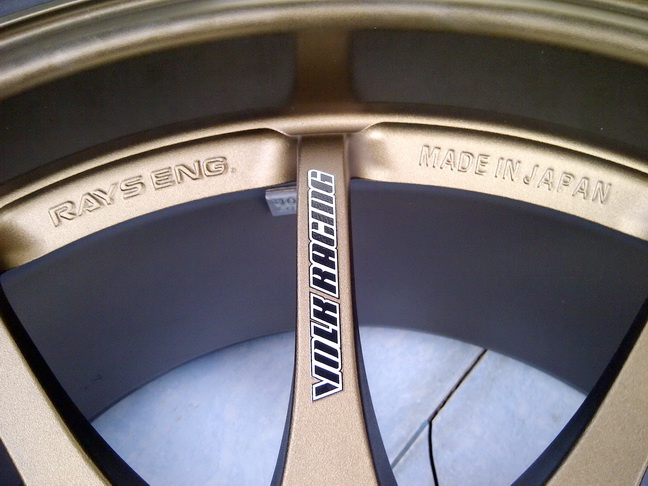 RAYS ENG.
MADE IN JAPAN
VOLK RACING